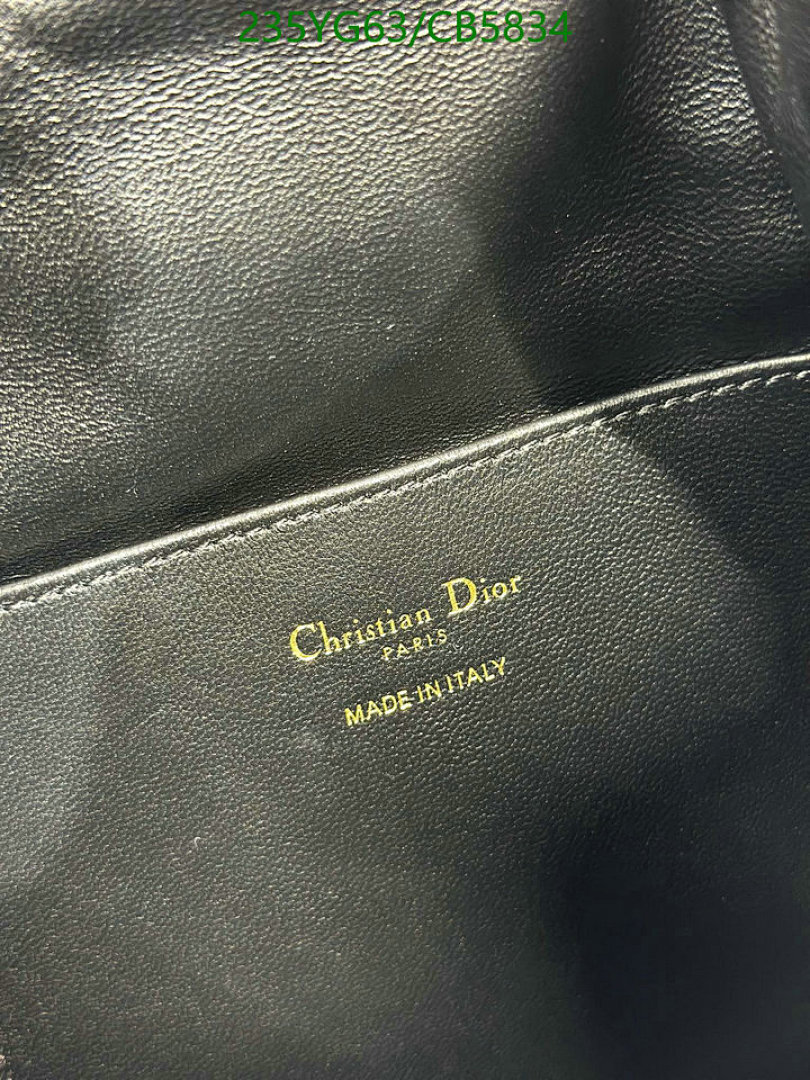 235YG63/CB5834
Christian Dior
PARIS
MADE IN ITALY